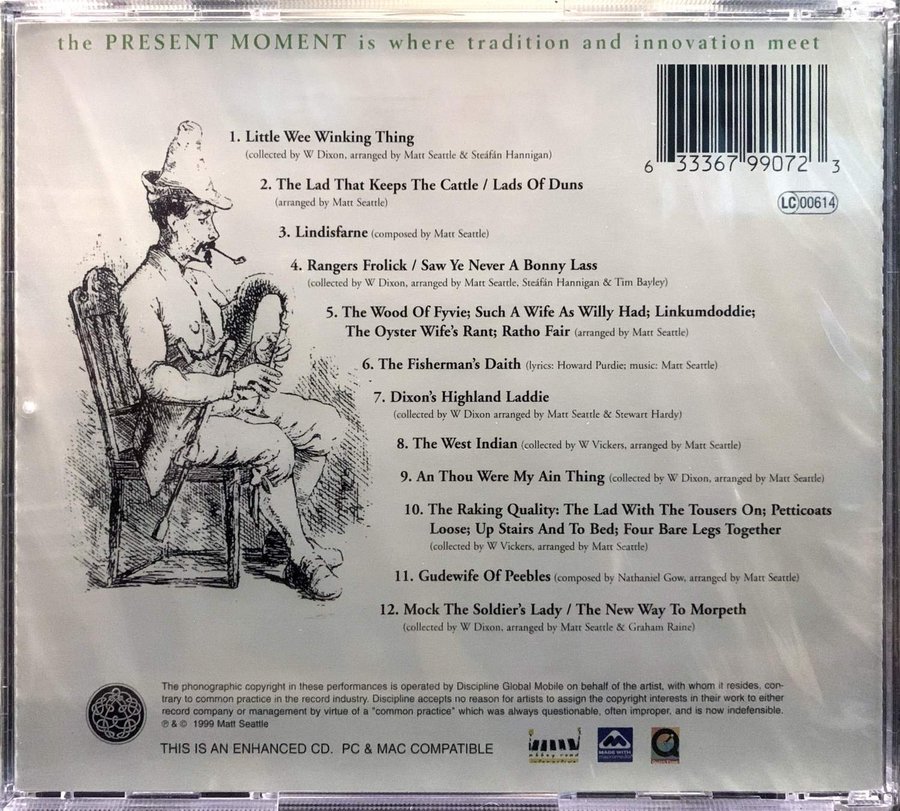 the PRESENT MOMENT is where tradition and innovation meet
6 33367 99072 3
LC 00614
1. Little Wee Winking Thing
(collected by W Dixon, arranged by Matt Seattle & Steáfán Hannigan)
2. The Lad That Keeps The Cattle / Lads Of Duns
(arranged by Matt Seattle)
3. Lindisfarne (composed by Matt Seattle)
4. Rangers Frolick / Saw Ye Never A Bonny Lass
(collected by W Dixon, arranged by Matt Seattle, Steáfán Hannigan & Tim Bayley)
5. The Wood Of Fyvie; Such A Wife As Willy Had; Linkumdoddie;
The Oyster Wife's Rant; Ratho Fair (arranged by Matt Seattle)
6. The Fisherman's Daith (lyrics: Howard Purdie; music: Matt Seattle)
7. Dixon's Highland Laddie
(collected by W Dixon arranged by Matt Seattle & Stewart Hardy)
8. The West Indian (collected by W Vickers, arranged by Matt Seattle)
9. An Thou Were My Ain Thing (collected by W Dixon, arranged by Matt Seattle)
10. The Raking Quality: The Lad With The Tousers On; Petticoats
Loose; Up Stairs And To Bed; Four Bare Legs Together
(collected by W Vickers, arranged by Matt Seattle)
11. Gudewife Of Peebles (composed by Nathaniel Gow, arranged by Matt Seattle)
12. Mock The Soldier's Lady / The New Way To Morpeth
(collected by W Dixon, arranged by Matt Seattle & Graham Raine)
The phonographic copyright in these performances is operated by Discipline Global Mobile on behalf of the artist, with whom it resides, con-
trary to common practice in the record industry. Discipline accepts no reason for artists to assign the copyright interests in their work to either
record company or management by virtue of a "common practice" which was always questionable, often improper, and is now indefensible.
℗ & © 1999 Matt Seattle
THIS IS AN ENHANCED CD. PC & MAC COMPATIBLE
abbey road
interactive
MADE WITH
macromedia
QuickTime